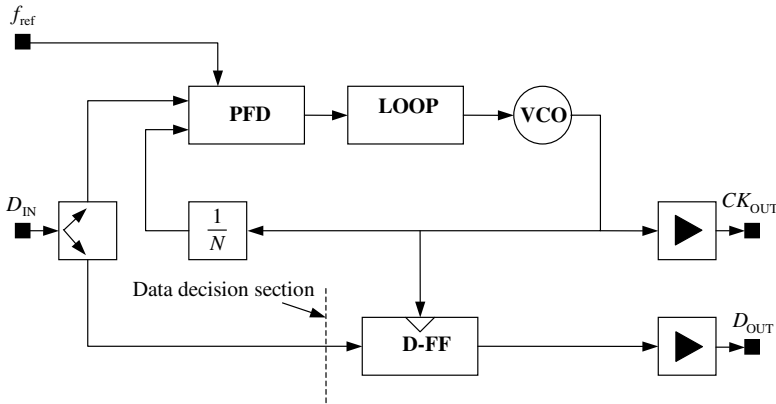 f_ref
PFD
LOOP
VCO
D_IN
1/N
CK_OUT
Data decision section
D-FF
D_OUT